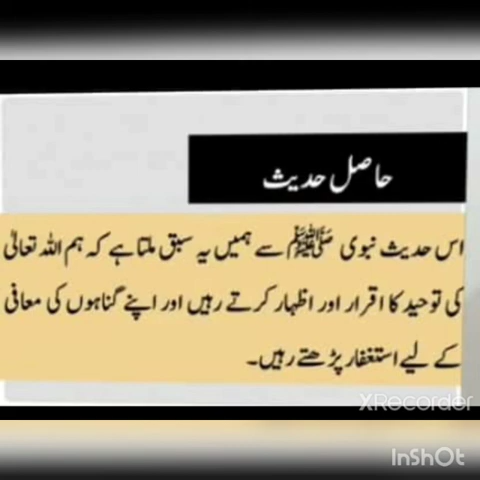 حاصل حدیث
اس حدیث نبوی ﷺ سے ہمیں یہ سبق ملتا ہے کہ ہم اللہ تعالیٰ
کی توحید کا اقرار اور اظہار کرتے رہیں اور اپنے گناہوں کی معافی
کے لیے استغفار پڑھتے رہیں۔
XRecorder
InShOt